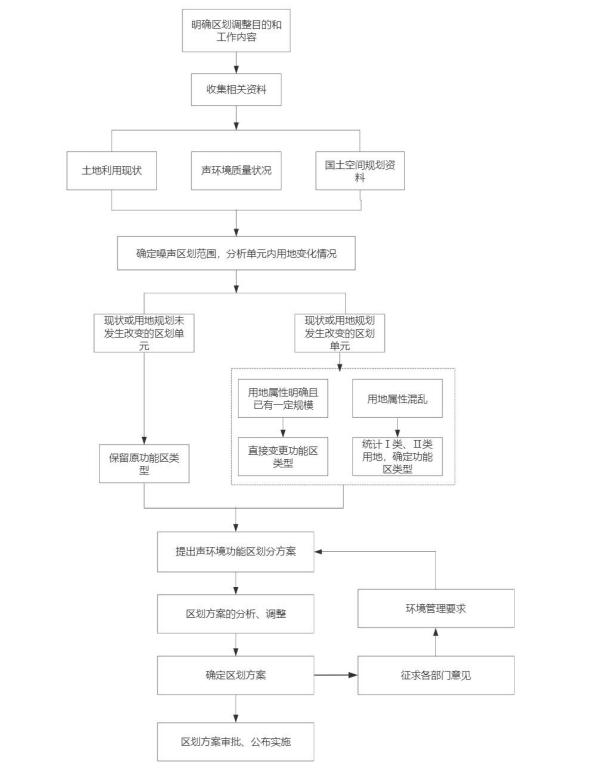 明确区划调整目的和
工作内容
收集相关资料
土地利用现状
声环境质量状况
国土空间规划资
料
确定噪声区划范围，分析单元内用地变化情况
现状或用地规划未
发生改变的区划单
元
现状或用地规划
发生改变的区划
单元
用地属性明确且
已有一定规模
用地属性混乱
保留原功能区类
型
直接变更功能区
类型
统计Ⅰ类、Ⅱ类
用地，确定功能
区类型
提出声环境功能区划分方案
区划方案的分析、调整
环境管理要求
确定区划方案
征求各部门意见
区划方案审批、公布实施